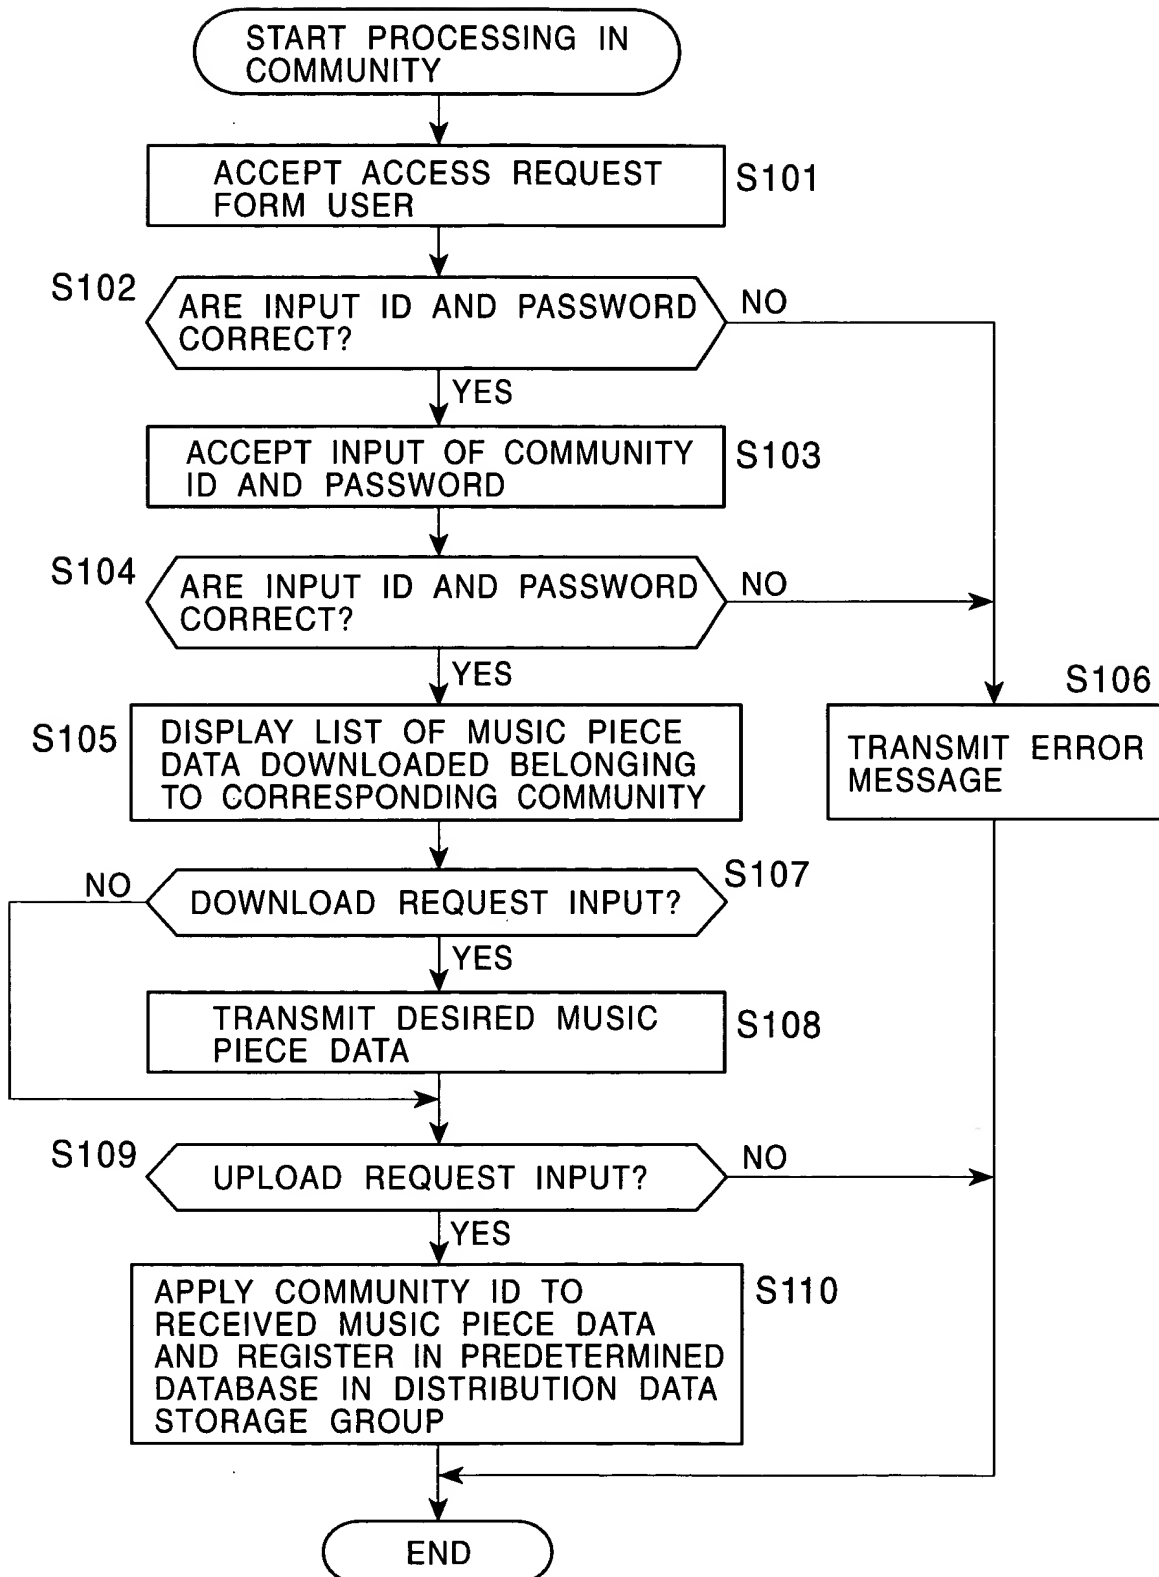 START PROCESSING IN
COMMUNITY
ACCEPT ACCESS REQUEST
FORM USER
S101
S102
ARE INPUT ID AND PASSWORD
CORRECT?
NO
YES
ACCEPT INPUT OF COMMUNITY
ID AND PASSWORD
S103
S104
ARE INPUT ID AND PASSWORD
CORRECT?
NO
YES
S105
DISPLAY LIST OF MUSIC PIECE
DATA DOWNLOADED BELONGING
TO CORRESPONDING COMMUNITY
S106
TRANSMIT ERROR
MESSAGE
NO
DOWNLOAD REQUEST INPUT?
S107
YES
TRANSMIT DESIRED MUSIC
PIECE DATA
S108
S109
UPLOAD REQUEST INPUT?
NO
YES
APPLY COMMUNITY ID TO
RECEIVED MUSIC PIECE DATA
AND REGISTER IN PREDETERMINED
DATABASE IN DISTRIBUTION DATA
STORAGE GROUP
S110
END